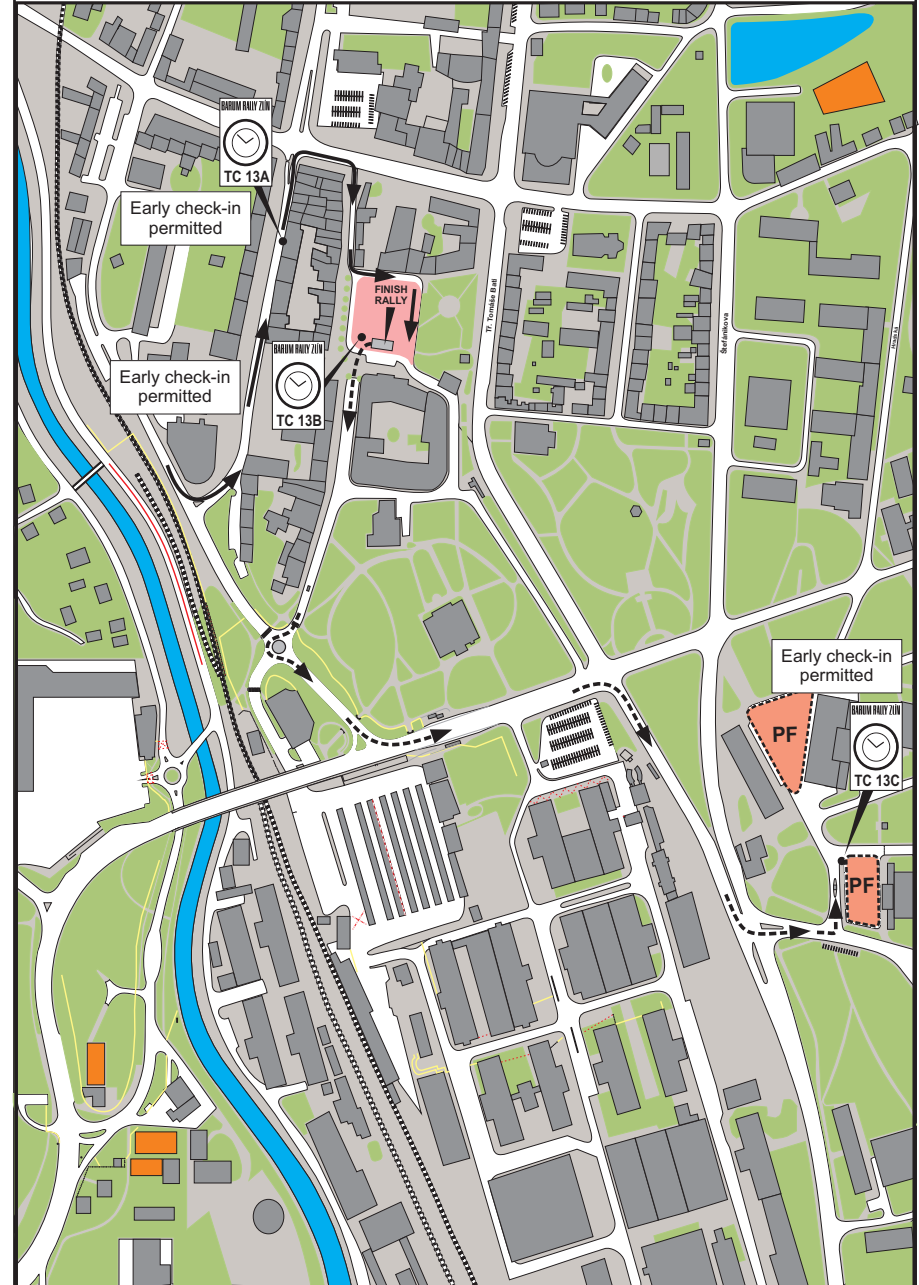 BARUM RALLY ZLÍN
TC 13A
Early check-in
permitted
FINISH
RALLY
Tř. Tomáše Bati
Štefánikova
Hradská
BARUM RALLY ZLÍN
TC 13B
Early check-in
permitted
Early check-in
permitted
PF
BARUM RALLY ZLÍN
TC 13C
PF